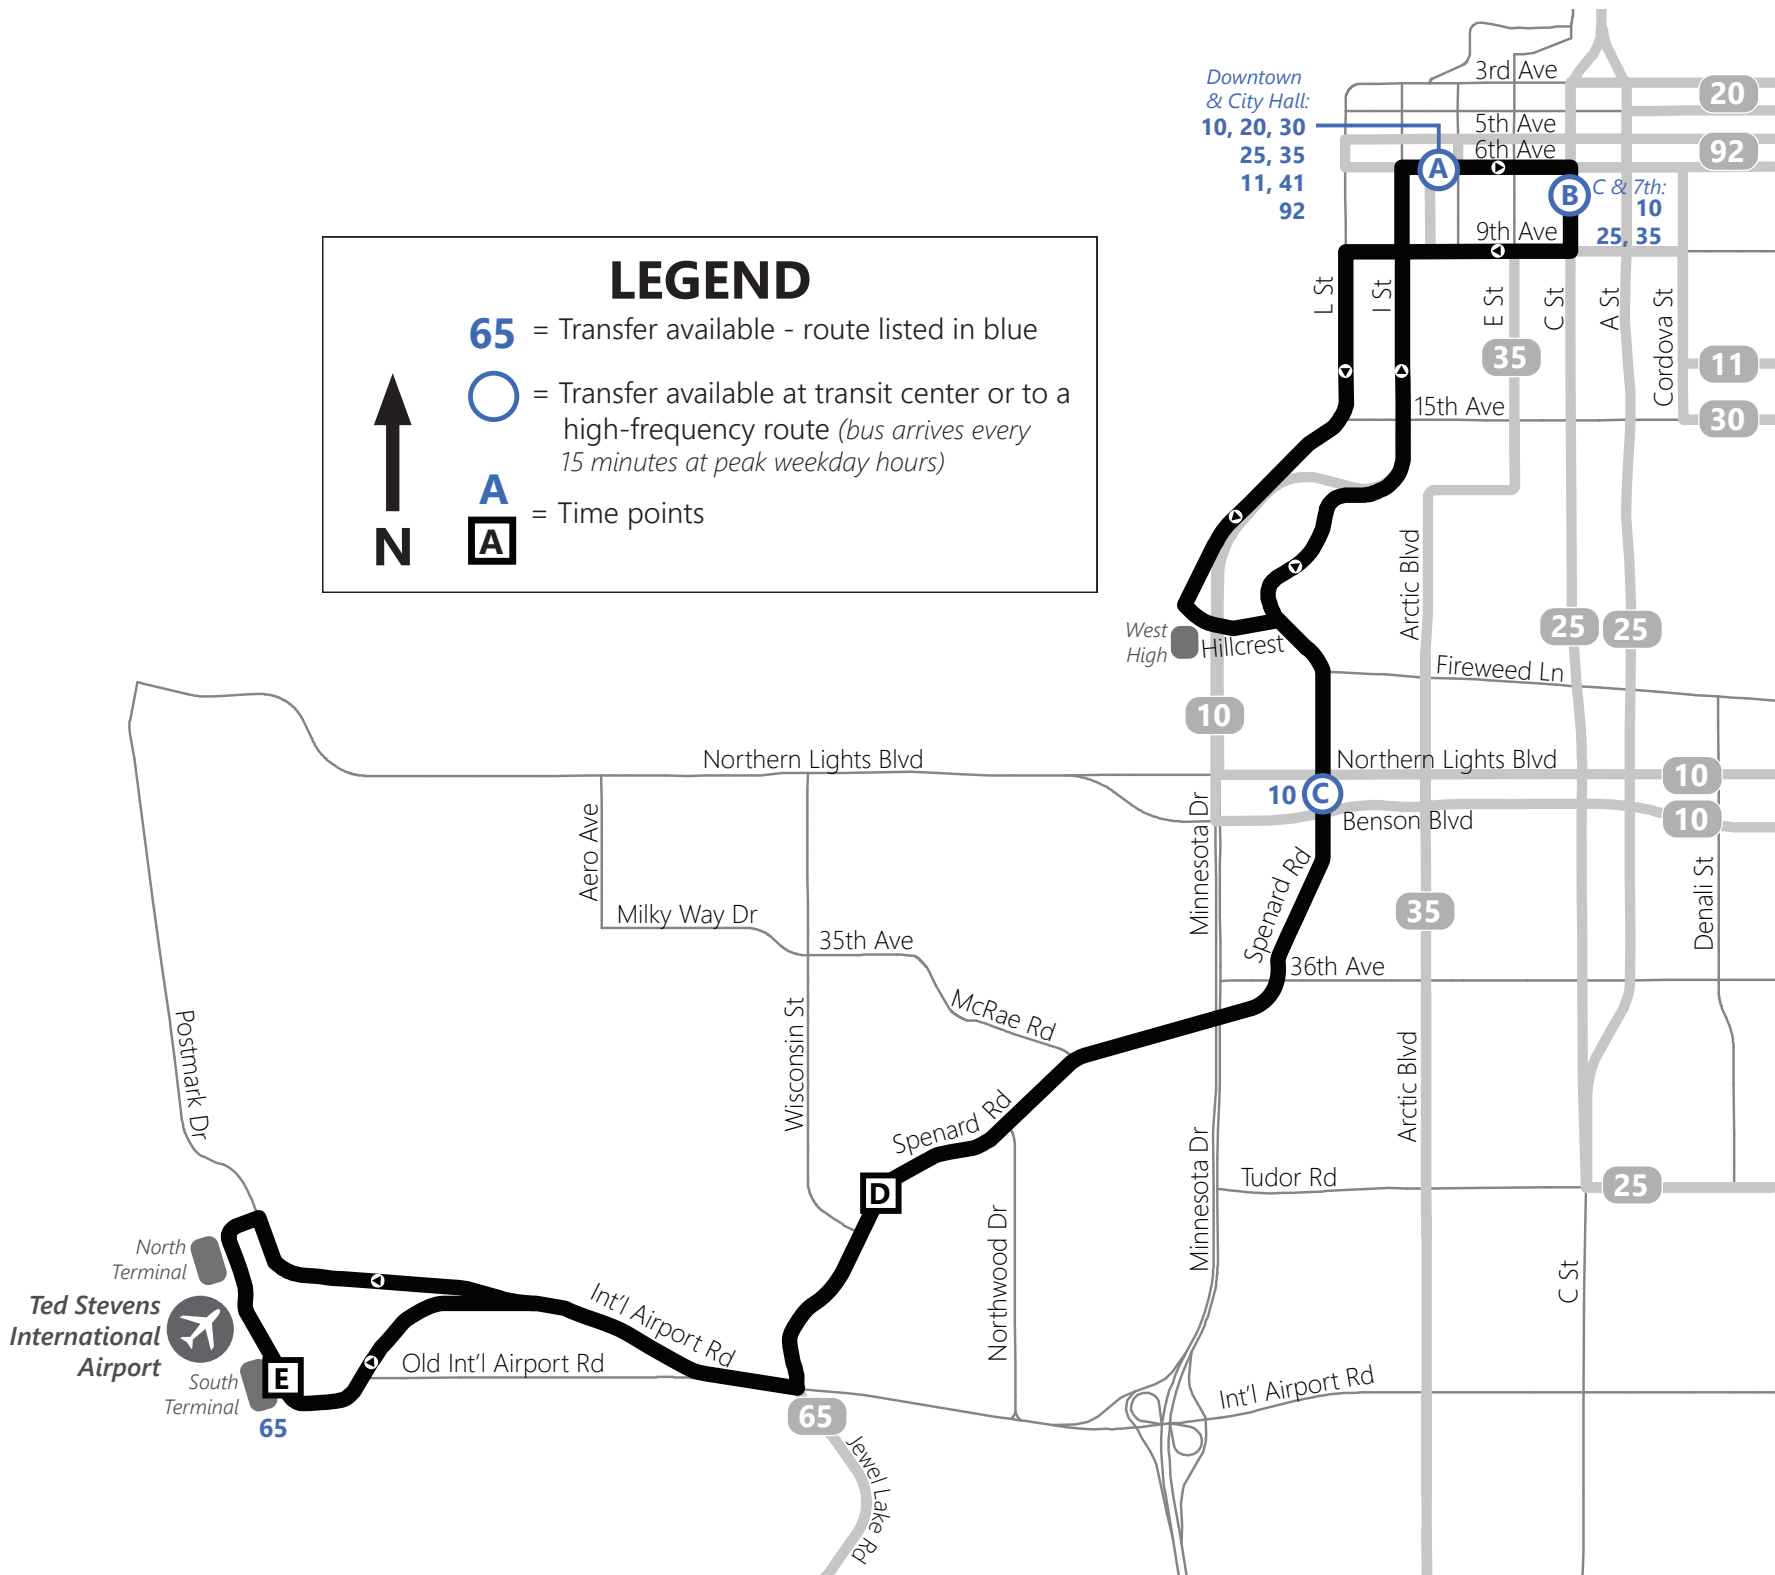 Downtown
& City Hall:
10, 20, 30
25, 35
11, 41
92
3rd Ave
20
5th Ave
6th Ave
92
A
B
C & 7th:
10
25, 35
9th Ave
L St
I St
E St
C St
A St
Cordova St
35
11
15th Ave
30
LEGEND
65 = Transfer available - route listed in blue
= Transfer available at transit center or to a
high-frequency route (bus arrives every
15 minutes at peak weekday hours)
A
= Time points
A
N
Arctic Blvd
25
25
West
High
Hillcrest
Fireweed Ln
10
Northern Lights Blvd
Northern Lights Blvd
10
10 C
Benson Blvd
10
Aero Ave
Minnesota Dr
Spenard Rd
Denali St
35
Milky Way Dr
35th Ave
36th Ave
McRae Rd
Wisconsin St
Postmark Dr
Arctic Blvd
Spenard Rd
Minnesota Dr
Tudor Rd
25
D
Northwood Dr
C St
North
Terminal
Ted Stevens
International
Airport
Int'l Airport Rd
Old Int'l Airport Rd
South
Terminal
E
65
Int'l Airport Rd
65
Jewel Lake Rd